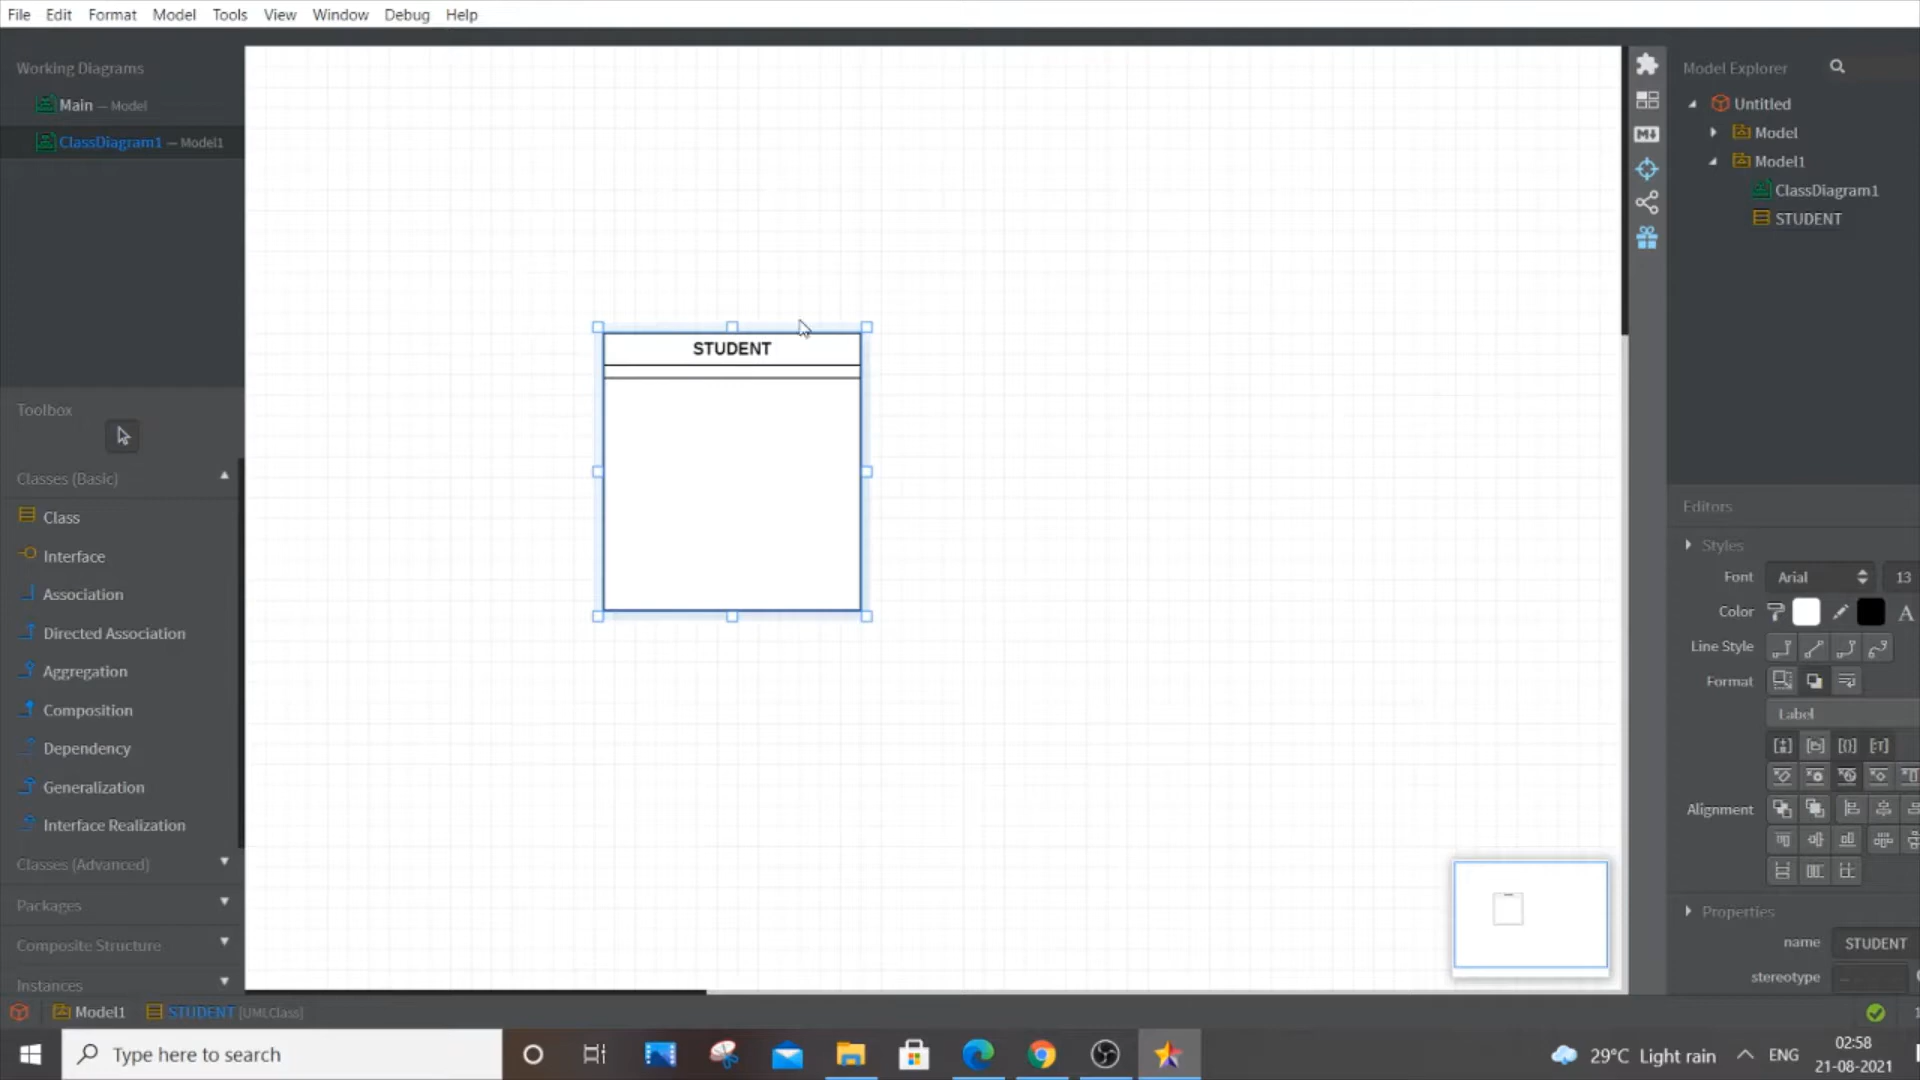 File Edit Format Model Tools View Window Debug Help
Working Diagrams
Main — Model
ClassDiagram1 — Model1
Toolbox
Classes (Basic)
Class
Interface
Association
Directed Association
Aggregation
Composition
Dependency
Generalization
Interface Realization
Classes (Advanced)
Packages
Composite Structure
Instances
STUDENT
M
Model Explorer
Untitled
Model
Model1
ClassDiagram1
STUDENT
Editors
Styles
Font Arial 13
Color A
Line Style
Format
Label
Alignment
Properties
name STUDENT
stereotype
Model1 STUDENT [UMLClass]
Type here to search
29°C Light rain ENG
02:58
21-08-2021